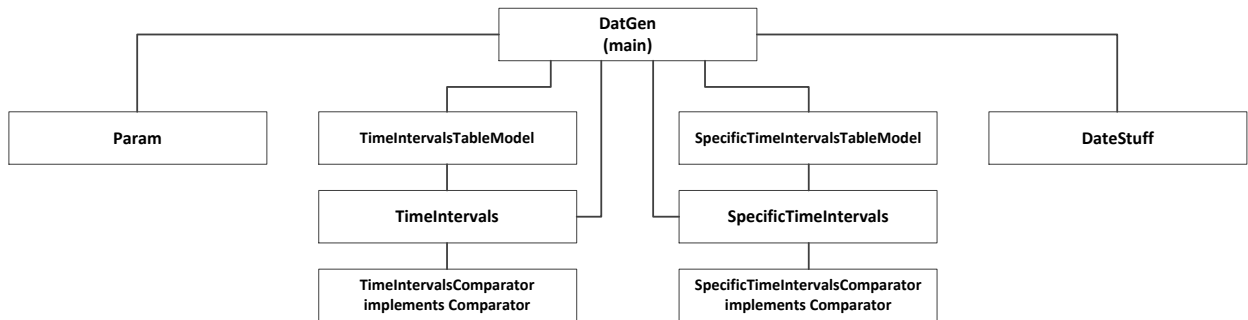 DatGen
(main)
Param
TimeIntervalsTableModel
SpecificTimeIntervalsTableModel
DateStuff
TimeIntervals
SpecificTimeIntervals
TimeIntervalsComparator
implements Comparator
SpecificTimeIntervalsComparator
implements Comparator